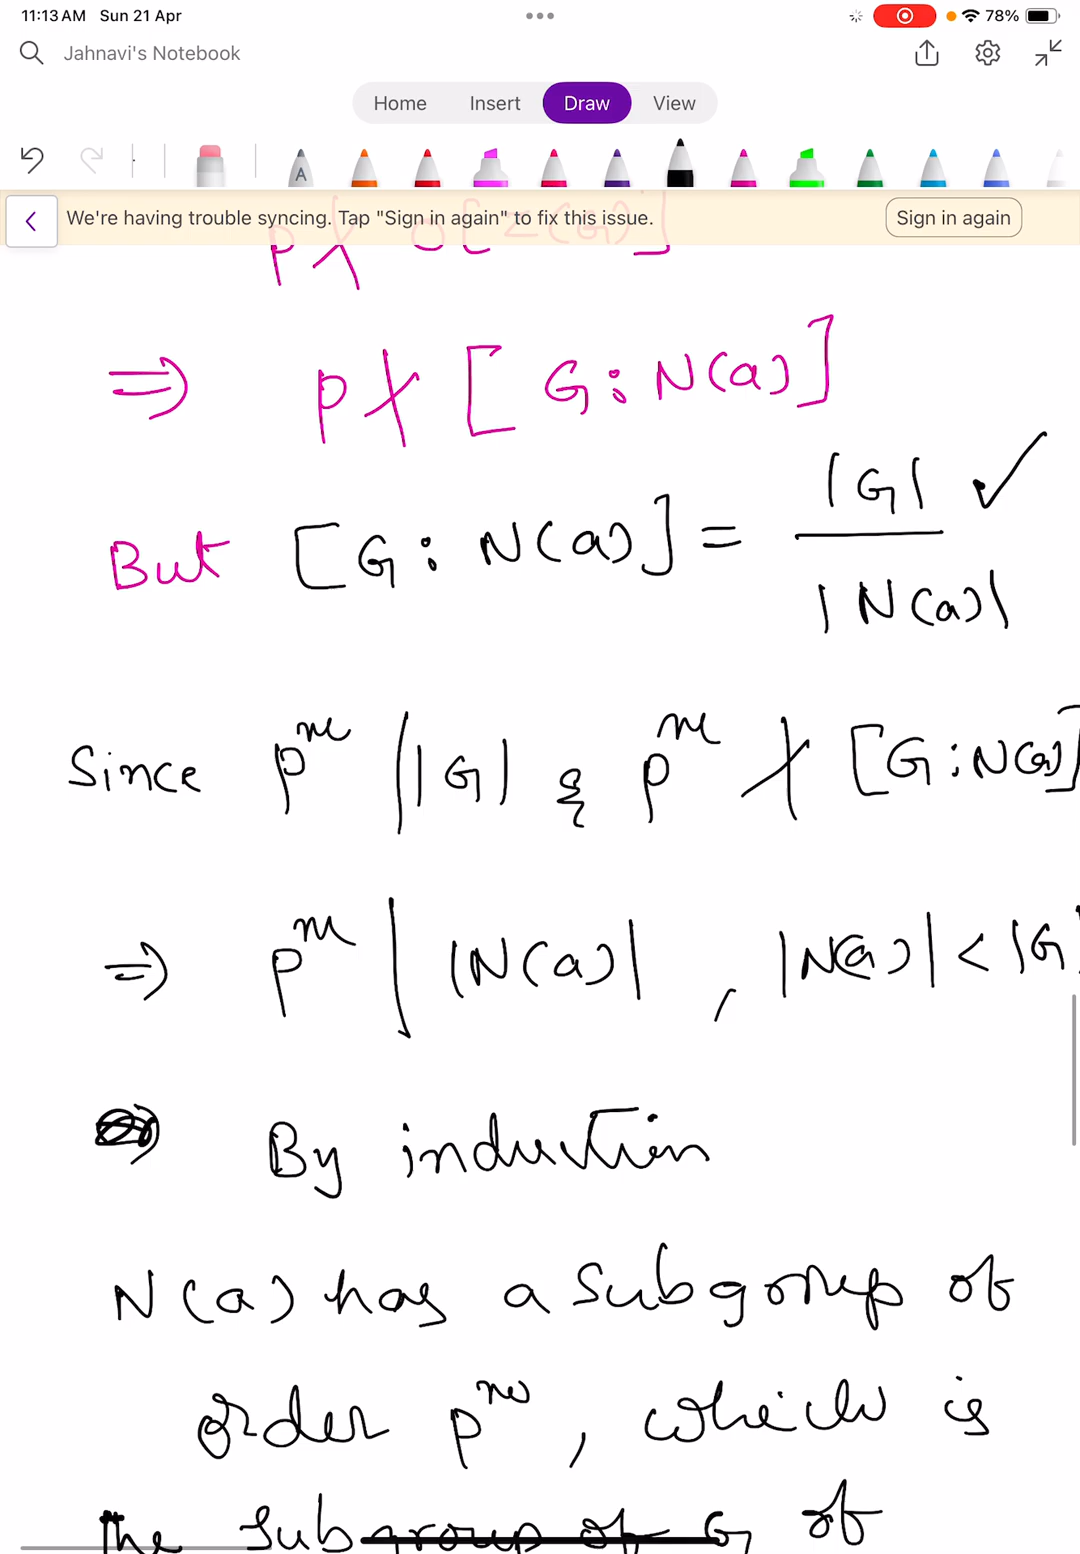 11:13 AM Sun 21 Apr 78%
Jahnavi's Notebook
Home Insert Draw View
A
We're having trouble syncing. Tap "Sign in again" to fix this issue. Sign in again
p ∤ o[Z(G)]
⇒ p ∤ [G : N(a)]
But [G : N(a)] = |G| / |N(a)| ✓
Since p^m | |G| & p^m ∤ [G : N(a)]
⇒ p^m | |N(a)| , |N(a)| < |G|
By induction
N(a) has a subgroup of
order p^m, which is
the subgroup of G of